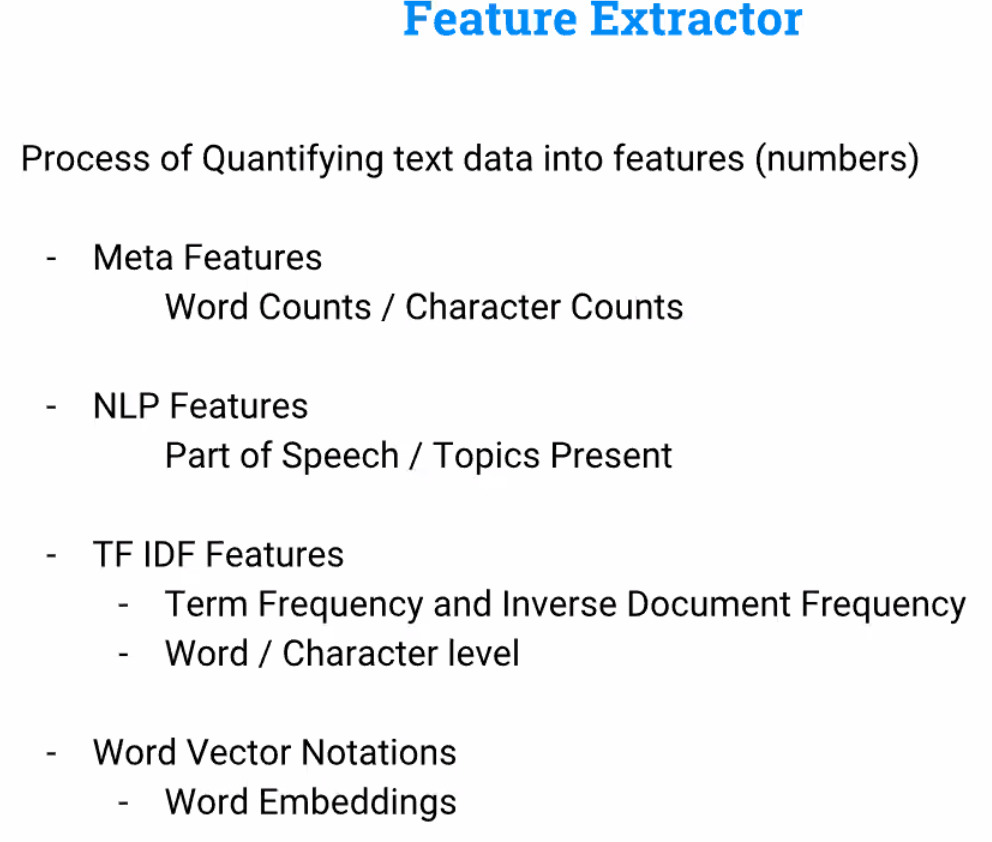 Feature Extractor
Process of Quantifying text data into features (numbers)
- Meta Features
Word Counts / Character Counts
- NLP Features
Part of Speech / Topics Present
- TF IDF Features
- Term Frequency and Inverse Document Frequency
- Word / Character level
- Word Vector Notations
- Word Embeddings